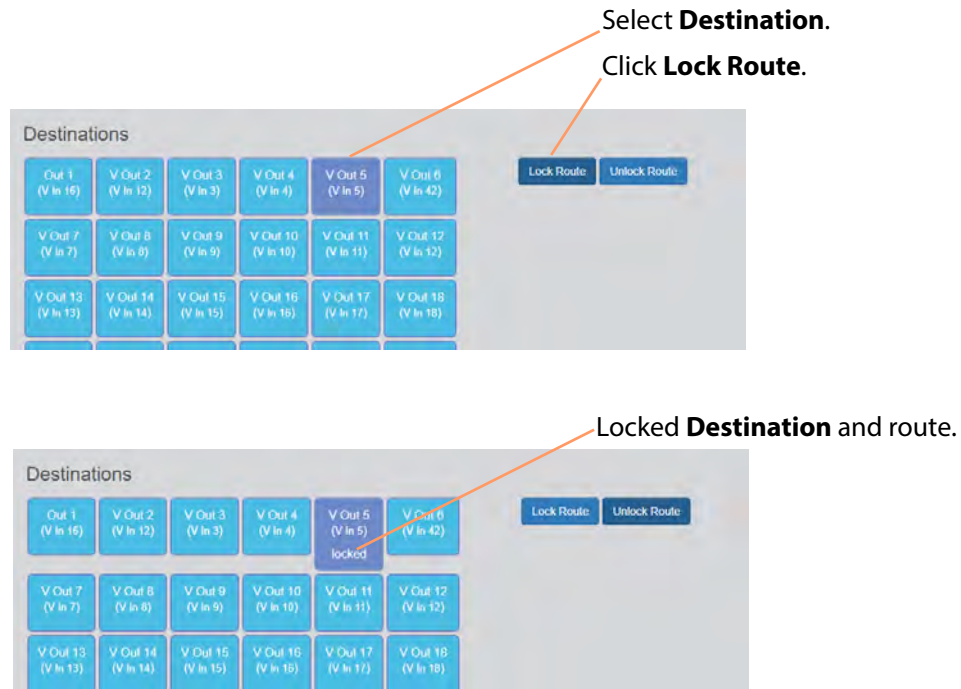 Select Destination.
Click Lock Route.
Destinations
Out 1 V Out 2 V Out 3 V Out 4 V Out 5 V Out 6
(V In 16) (V In 12) (V In 3) (V In 4) (V In 5) (V In 42)
Lock Route Unlock Route
V Out 7 V Out 8 V Out 9 V Out 10 V Out 11 V Out 12
(V In 7) (V In 8) (V In 9) (V In 10) (V In 11) (V In 12)
V Out 13 V Out 14 V Out 15 V Out 16 V Out 17 V Out 18
(V In 13) (V In 14) (V In 15) (V In 16) (V In 17) (V In 18)
Locked Destination and route.
Destinations
Out 1 V Out 2 V Out 3 V Out 4 V Out 5 V Out 6
(V In 16) (V In 12) (V In 3) (V In 4) (V In 5) (V In 42)
locked
Lock Route Unlock Route
V Out 7 V Out 8 V Out 9 V Out 10 V Out 11 V Out 12
(V In 7) (V In 8) (V In 9) (V In 10) (V In 11) (V In 12)
V Out 13 V Out 14 V Out 15 V Out 16 V Out 17 V Out 18
(V In 13) (V In 14) (V In 15) (V In 16) (V In 17) (V In 18)